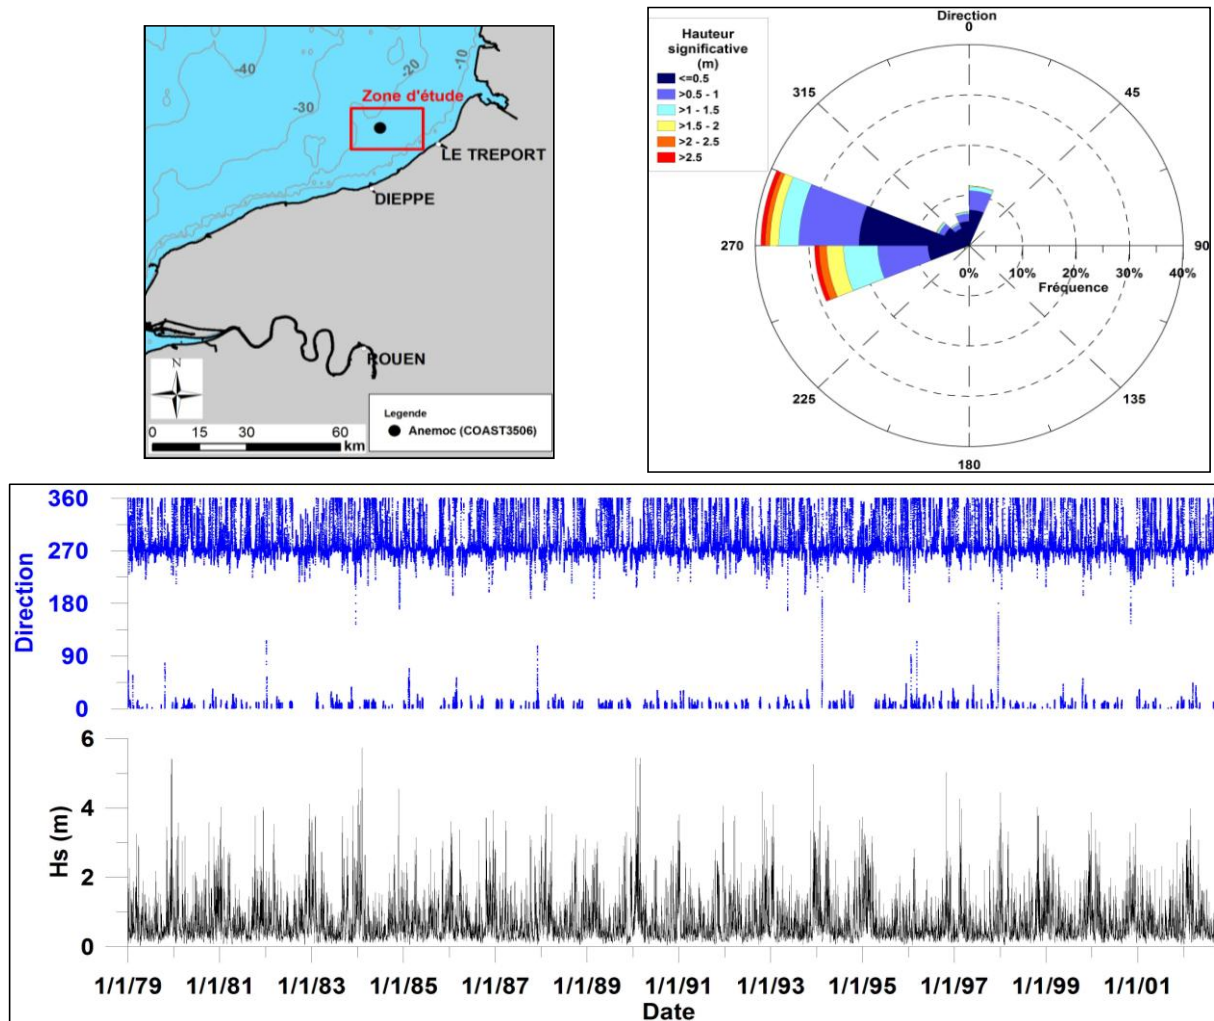 -40
-20
-10
-30
Zone d'étude
LE TREPORT
DIEPPE
ROUEN
N
0 15 30 60
km
Legende
Anemoc (COAST3506)
Hauteur
significative
(m)
<=0.5
>0.5 - 1
>1 - 1.5
>1.5 - 2
>2 - 2.5
>2.5
Direction
0
315
45
270
90
0% 10% 20% 30% 40%
Fréquence
225
135
180
360
270
180
90
0
Direction
6
4
2
0
Hs (m)
1/1/79 1/1/81 1/1/83 1/1/85 1/1/87 1/1/89 1/1/91 1/1/93 1/1/95 1/1/97 1/1/99 1/1/01
Date